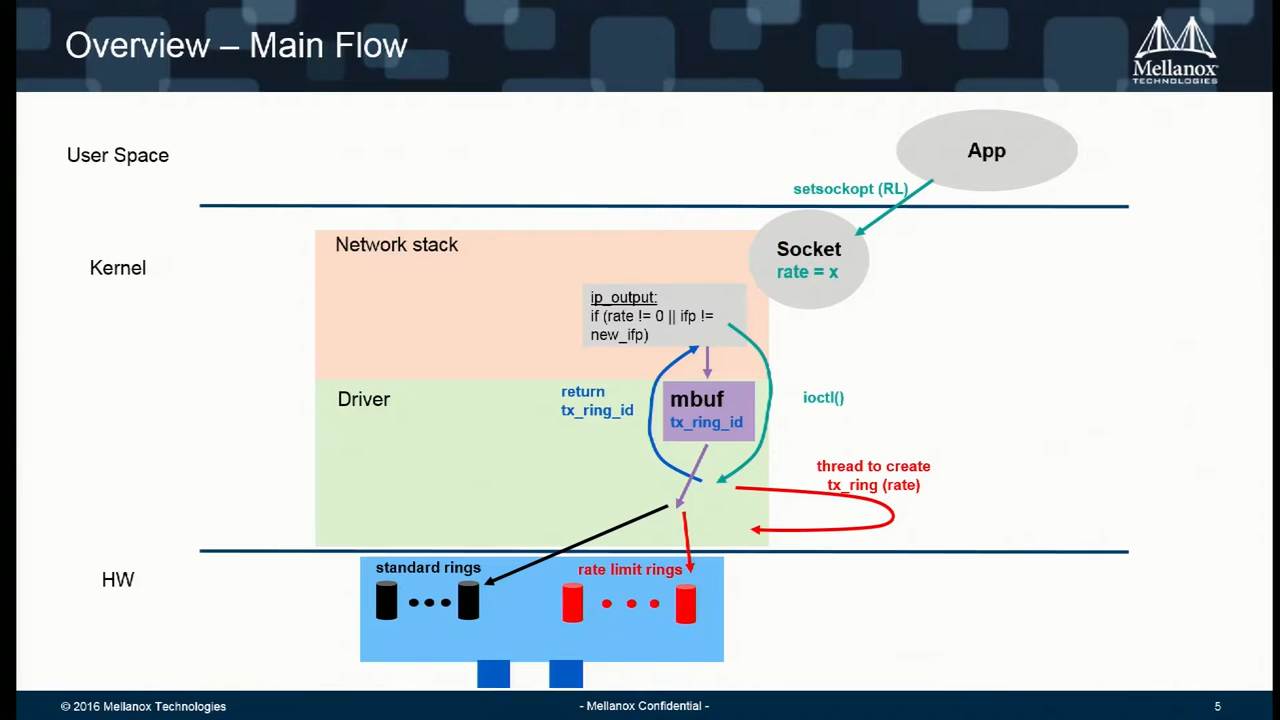 Overview – Main Flow
Mellanox
TECHNOLOGIES
User Space
App
setsockopt (RL)
Kernel
Network stack
Socket
rate = x
ip_output:
if (rate != 0 || ifp !=
new_ifp)
Driver
return
tx_ring_id
mbuf
tx_ring_id
ioctl()
thread to create
tx_ring (rate)
HW
standard rings
rate limit rings
© 2016 Mellanox Technologies
- Mellanox Confidential -
5